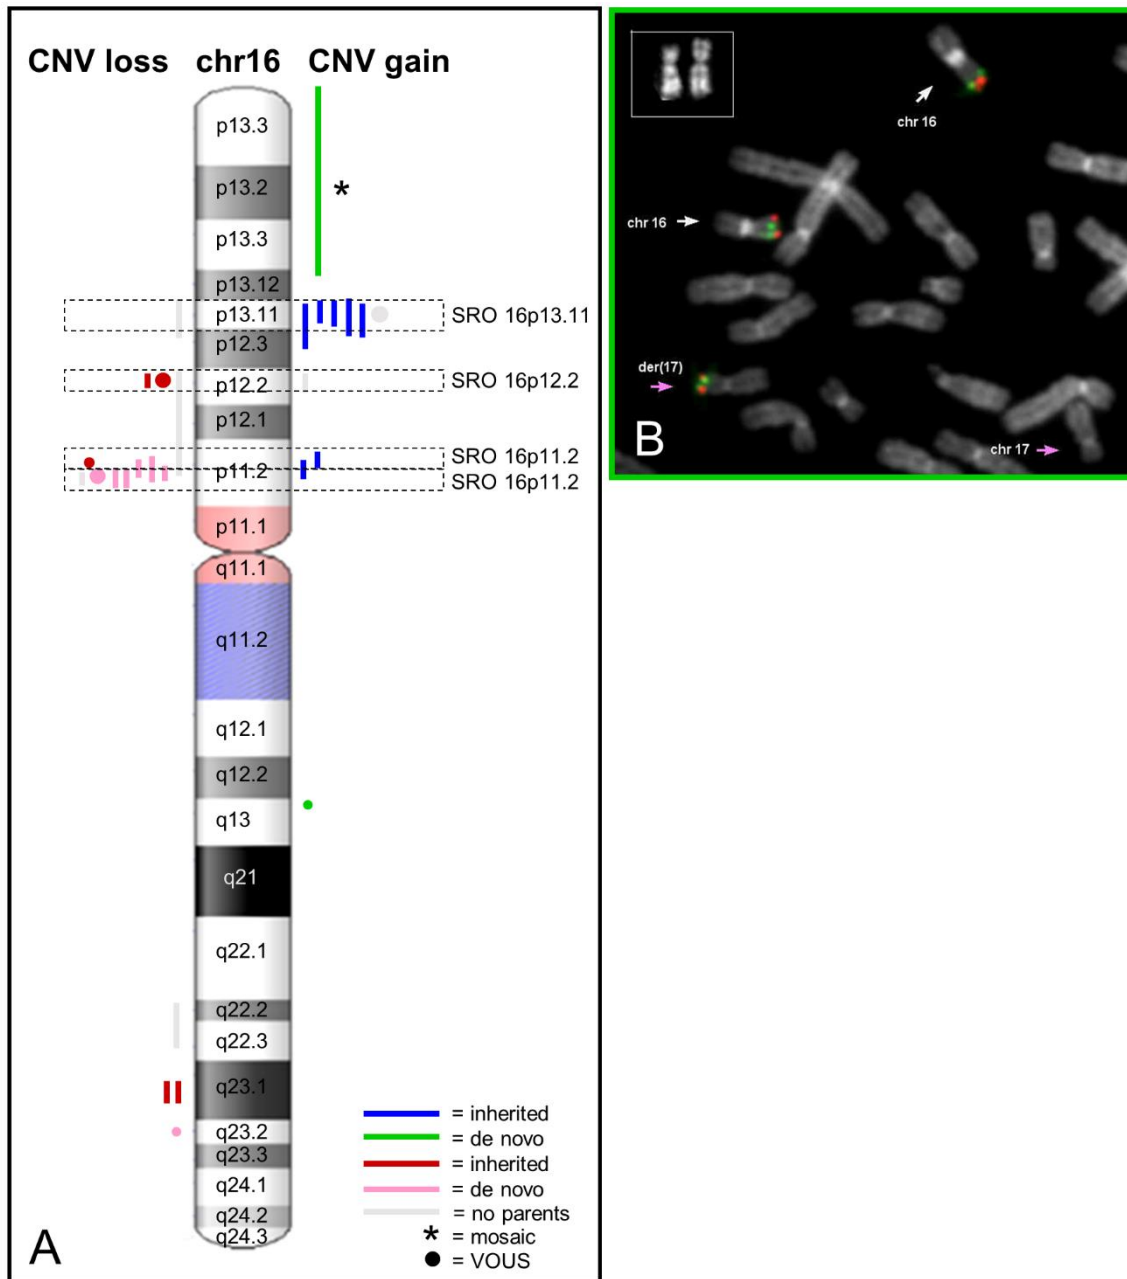 CNV loss chr16 CNV gain
p13.3
p13.2
*
p13.3
p13.12
p13.11
SRO 16p13.11
p12.3
p12.2
SRO 16p12.2
p12.1
SRO 16p11.2
p11.2
SRO 16p11.2
p11.1
q11.1
q11.2
q12.1
q12.2
q13
q21
q22.1
q22.2
q22.3
q23.1
q23.2
q23.3
q24.1
q24.2
q24.3
= inherited
= de novo
= inherited
= de novo
= no parents
* = mosaic
= VOUS
A
chr 16
chr 16
der(17)
chr 17
B